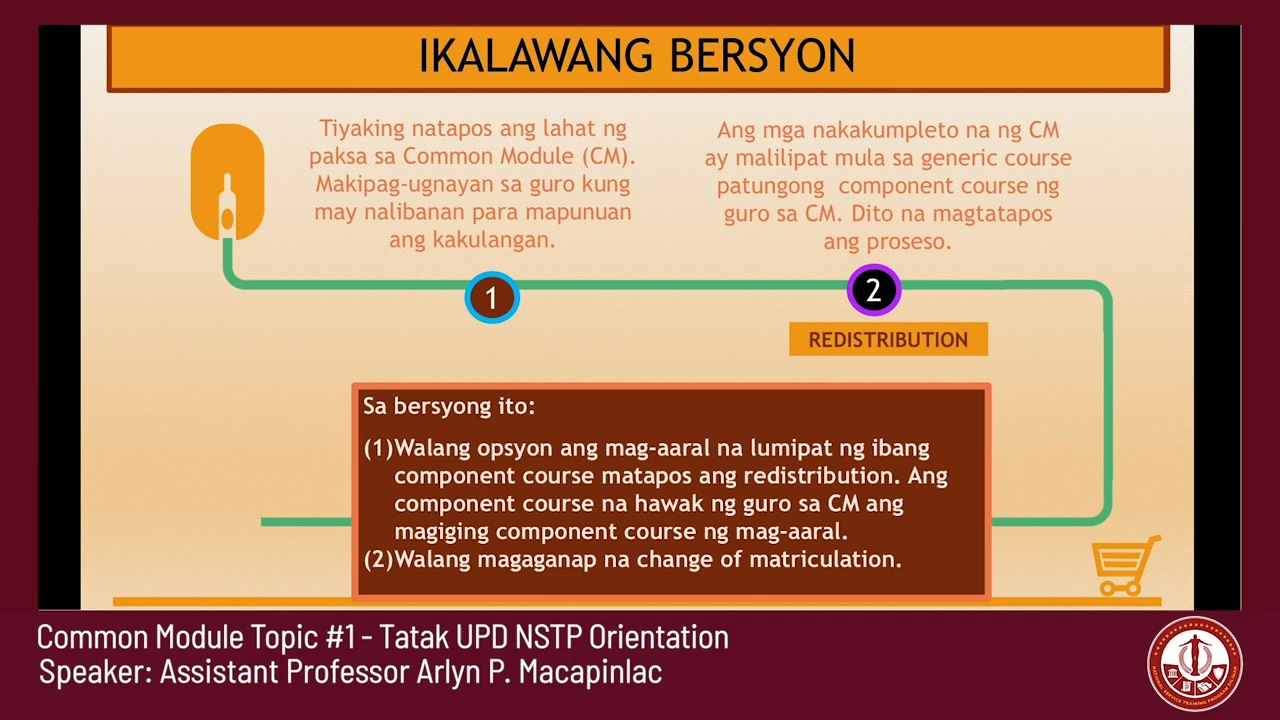 IKALAWANG BERSYON
Tiyaking natapos ang lahat ng
paksa sa Common Module (CM).
Makipag-ugnayan sa guro kung
may nalibanan para mapunuan
ang kakulangan.
Ang mga nakakumpleto na ng CM
ay malilipat mula sa generic course
patungong component course ng
guro sa CM. Dito na magtatapos
ang proseso.
1
2
REDISTRIBUTION
Sa bersyong ito:
(1)Walang opsyon ang mag-aaral na lumipat ng ibang
component course matapos ang redistribution. Ang
component course na hawak ng guro sa CM ang
magiging component course ng mag-aaral.
(2)Walang magaganap na change of matriculation.
Common Module Topic #1 - Tatak UPD NSTP Orientation
Speaker: Assistant Professor Arlyn P. Macapinlac
NATIONAL SERVICE TRAINING PROGRAM DILIMAN